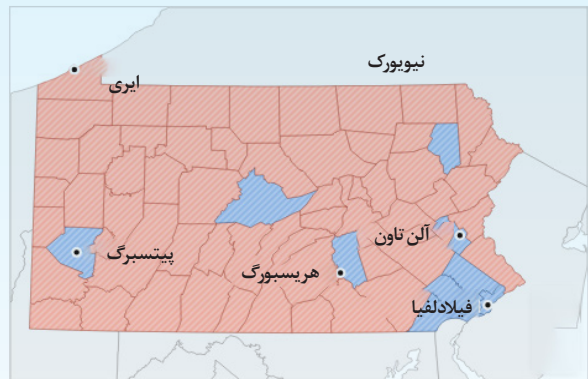 نیویورک
ایری
آلن تاون
پیتسبرگ
هریسبورگ
فیلادلفیا